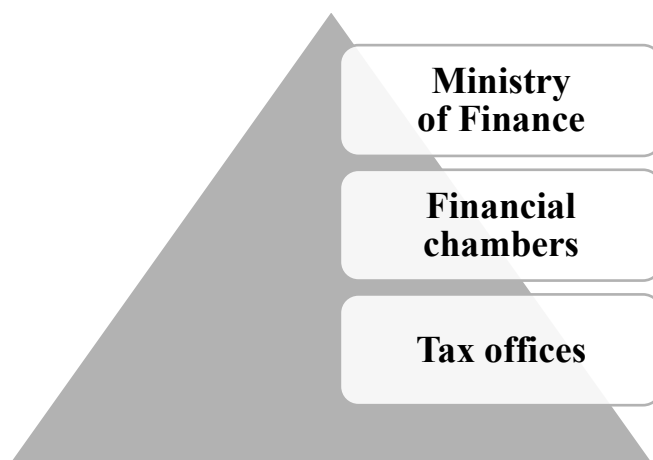 Ministry
of Finance
Financial
chambers
Tax offices